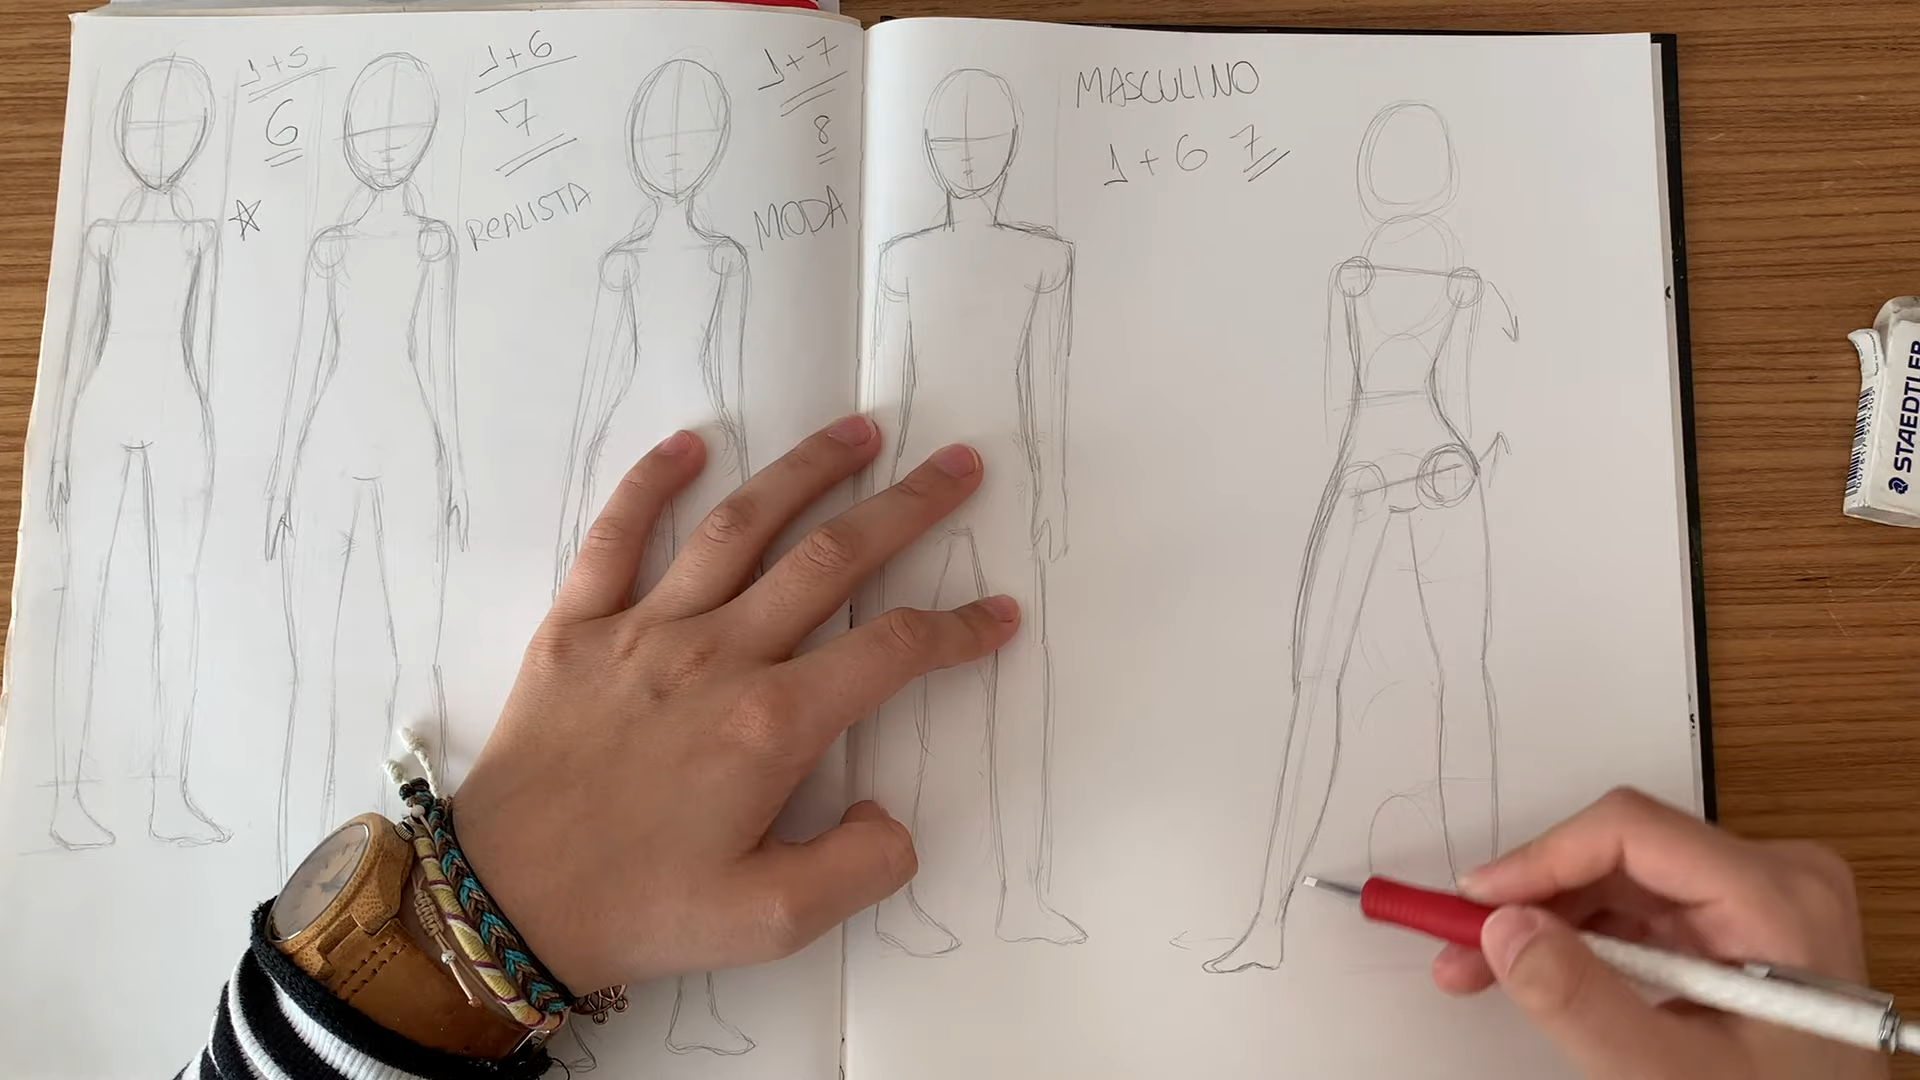 1+5
6
1+6
7
REALISTA
1+7
8
MODA
MASCULINO
1+6 7
STAEDTLER